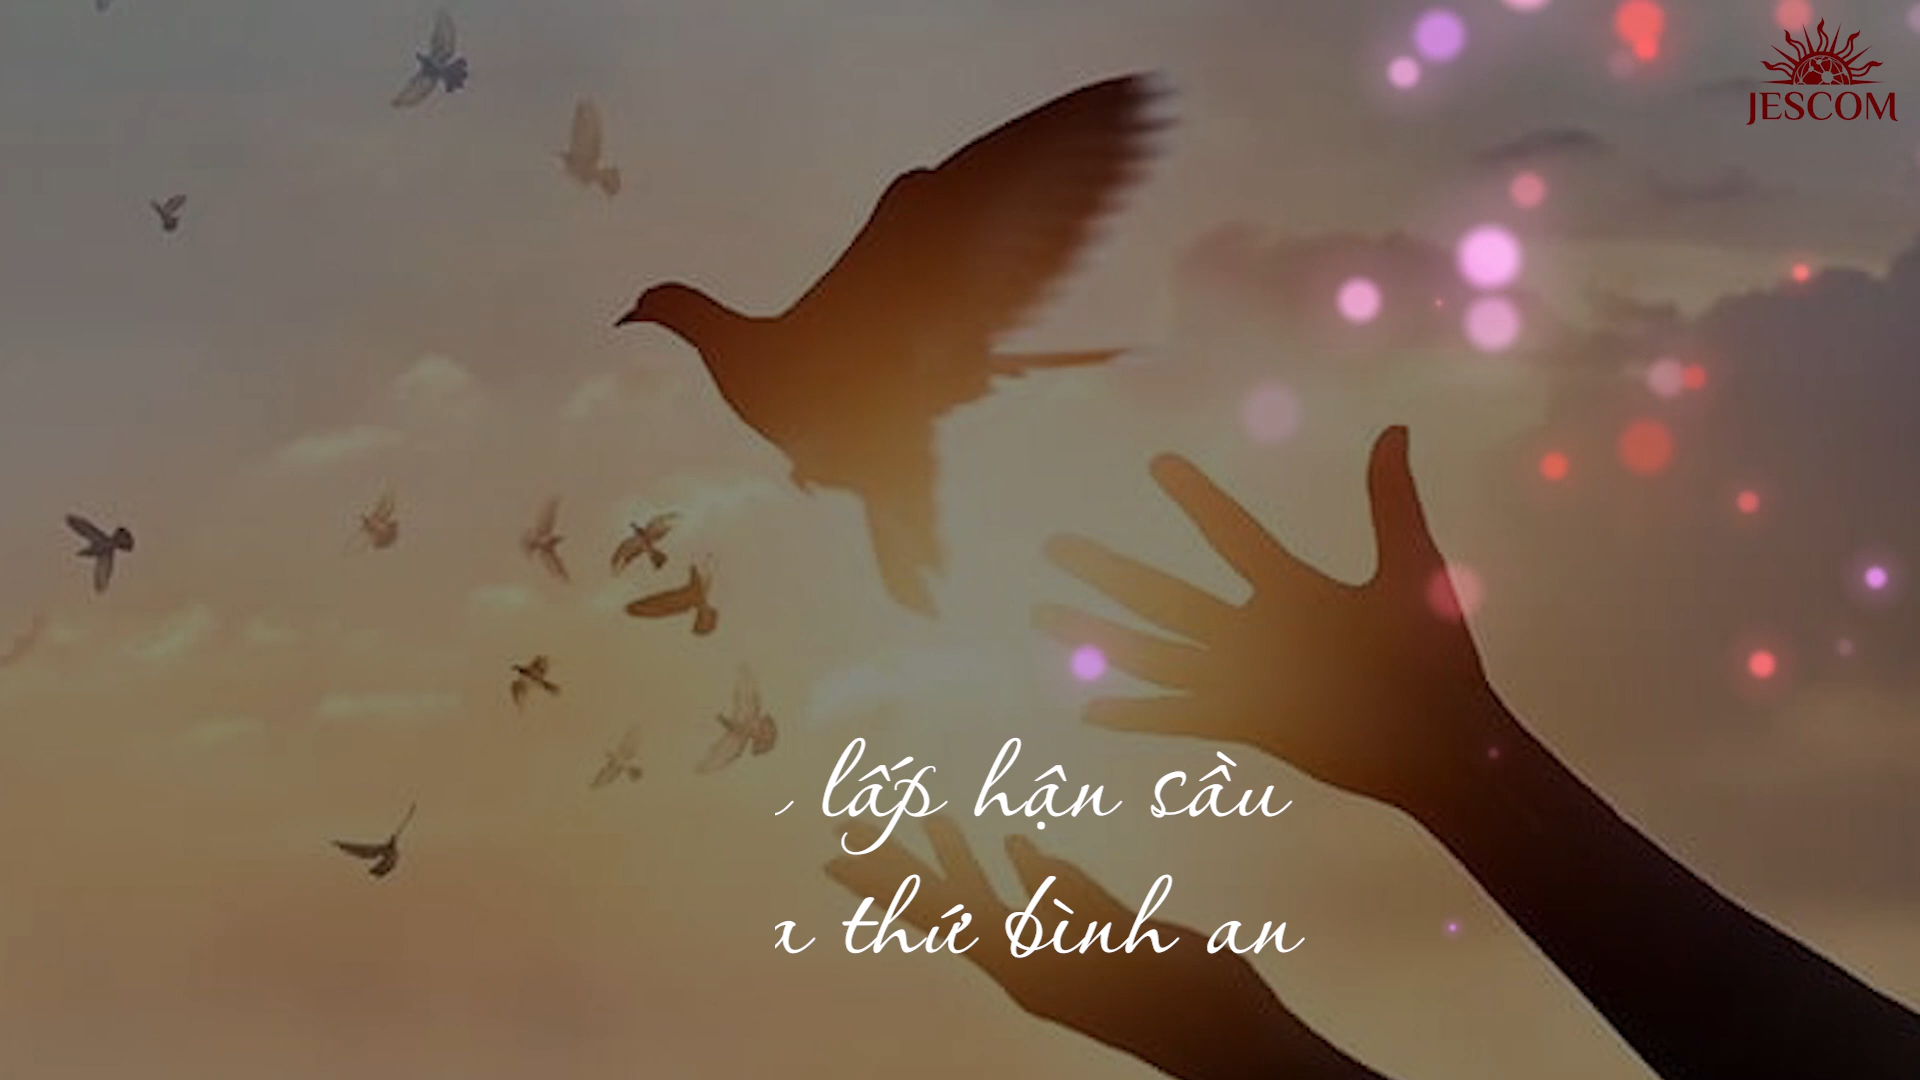 JESCOM
lấp hận sầu
thứ bình an